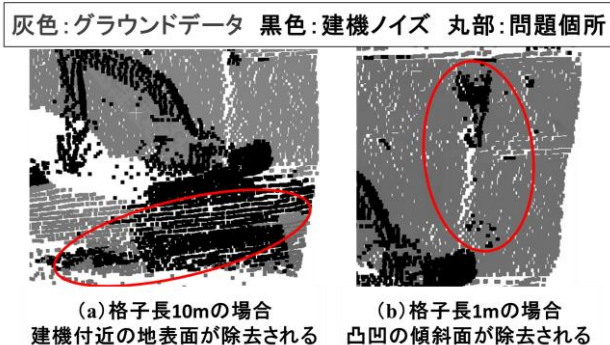 灰色:グラウンドデータ 黒色:建機ノイズ 丸部:問題個所
(a)格子長10mの場合
建機付近の地表面が除去される
(b)格子長1mの場合
凸凹の傾斜面が除去される